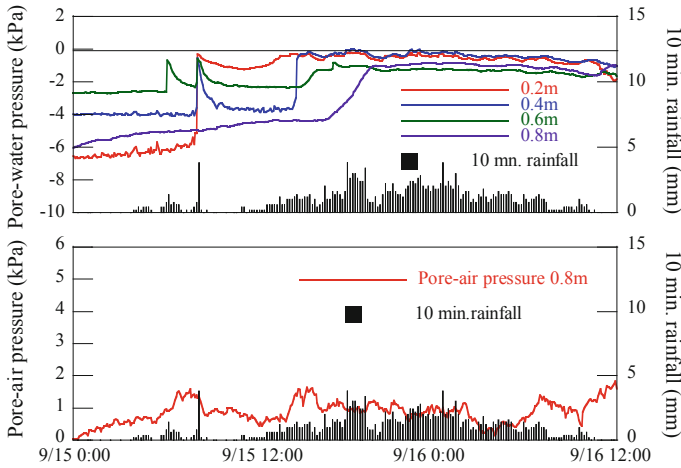 Pore-water pressure (kPa)
2
0
-2
-4
-6
-8
-10
0.2m
0.4m
0.6m
0.8m
10 mn. rainfall
15
10
5
0
10 min. rainfall (mm)
Pore-air pressure (kPa)
6
5
4
3
2
1
0
Pore-air pressure 0.8m
10 min.rainfall
15
10
5
0
10 min. rainfall (mm)
9/15 0:00
9/15 12:00
9/16 0:00
9/16 12:00